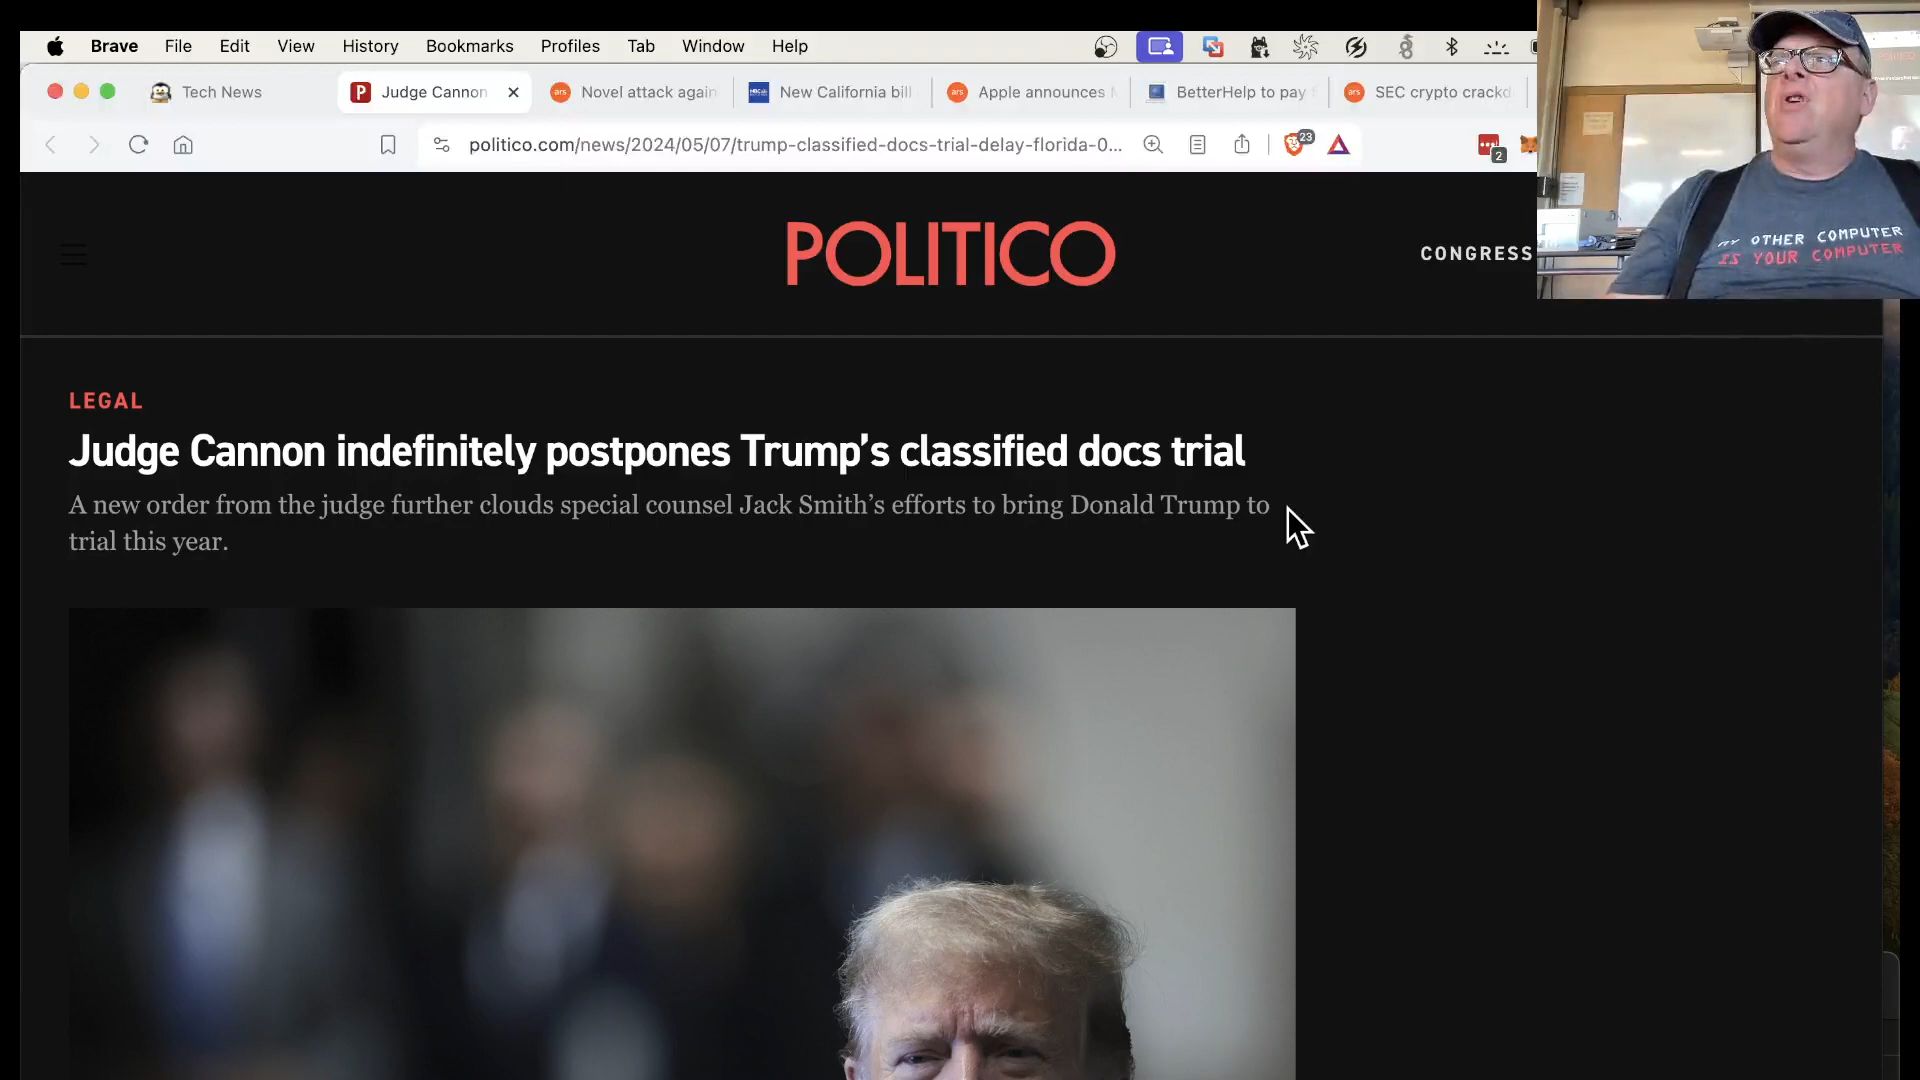 Brave File Edit View History Bookmarks Profiles Tab Window Help
Tech News Judge Cannon Novel attack again New California bill Apple announces BetterHelp to pay SEC crypto crackd
politico.com/news/2024/05/07/trump-classified-docs-trial-delay-florida-0...
23
2
POLITICO
CONGRESS
MY OTHER COMPUTER
IS YOUR COMPUTER
LEGAL
Judge Cannon indefinitely postpones Trump’s classified docs trial
A new order from the judge further clouds special counsel Jack Smith’s efforts to bring Donald Trump to
trial this year.